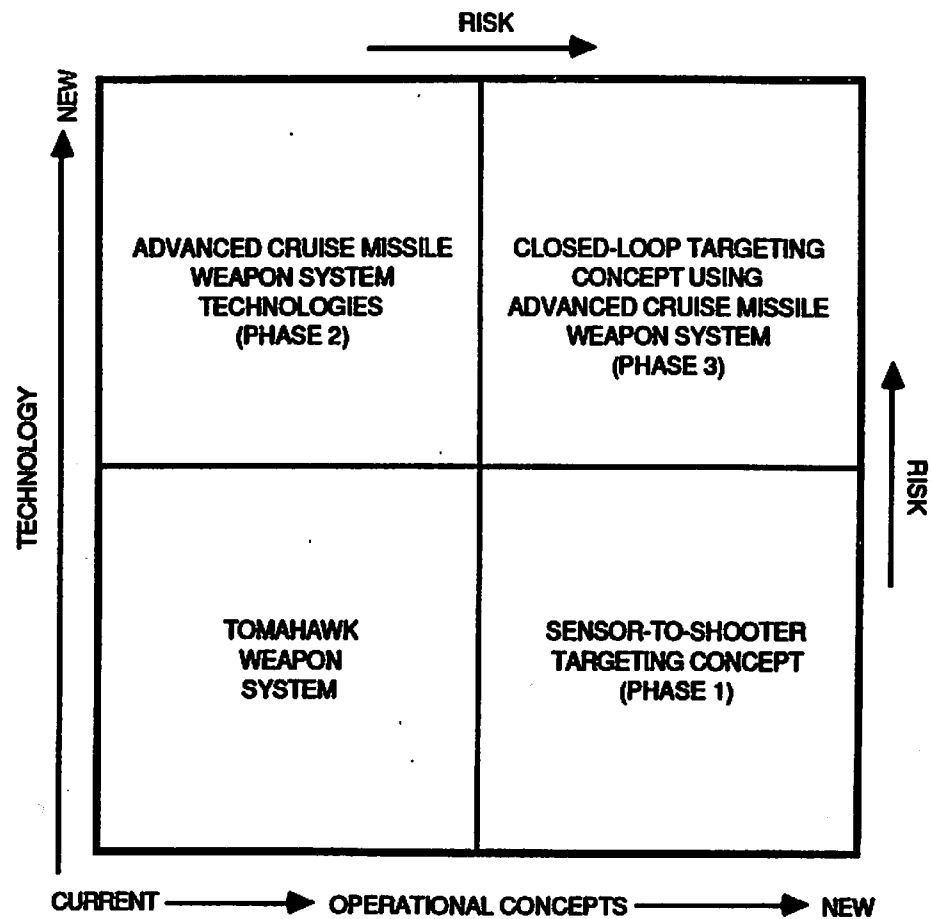 RISK
NEW
ADVANCED CRUISE MISSILE
WEAPON SYSTEM
TECHNOLOGIES
(PHASE 2)
CLOSED-LOOP TARGETING
CONCEPT USING
ADVANCED CRUISE MISSILE
WEAPON SYSTEM
(PHASE 3)
TECHNOLOGY
RISK
TOMAHAWK
WEAPON
SYSTEM
SENSOR-TO-SHOOTER
TARGETING CONCEPT
(PHASE 1)
CURRENT OPERATIONAL CONCEPTS NEW